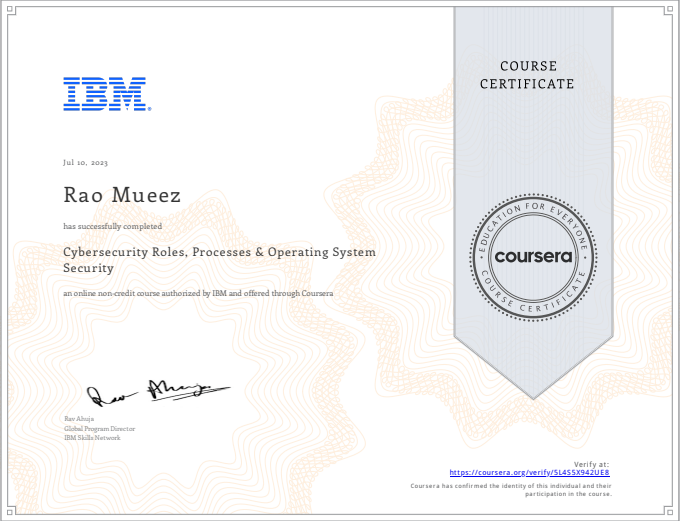 COURSE
CERTIFICATE
IBM®
Jul 10, 2023
Rao Mueez
has successfully completed
Cybersecurity Roles, Processes & Operating System
Security
an online non-credit course authorized by IBM and offered through Coursera
EDUCATION FOR EVERYONE
coursera
COURSE CERTIFICATE
Rav Ahuja
Rav Ahuja
Global Program Director
IBM Skills Network
Verify at:
https://coursera.org/verify/5L4S5X942UE8
Coursera has confirmed the identity of this individual and their
participation in the course.